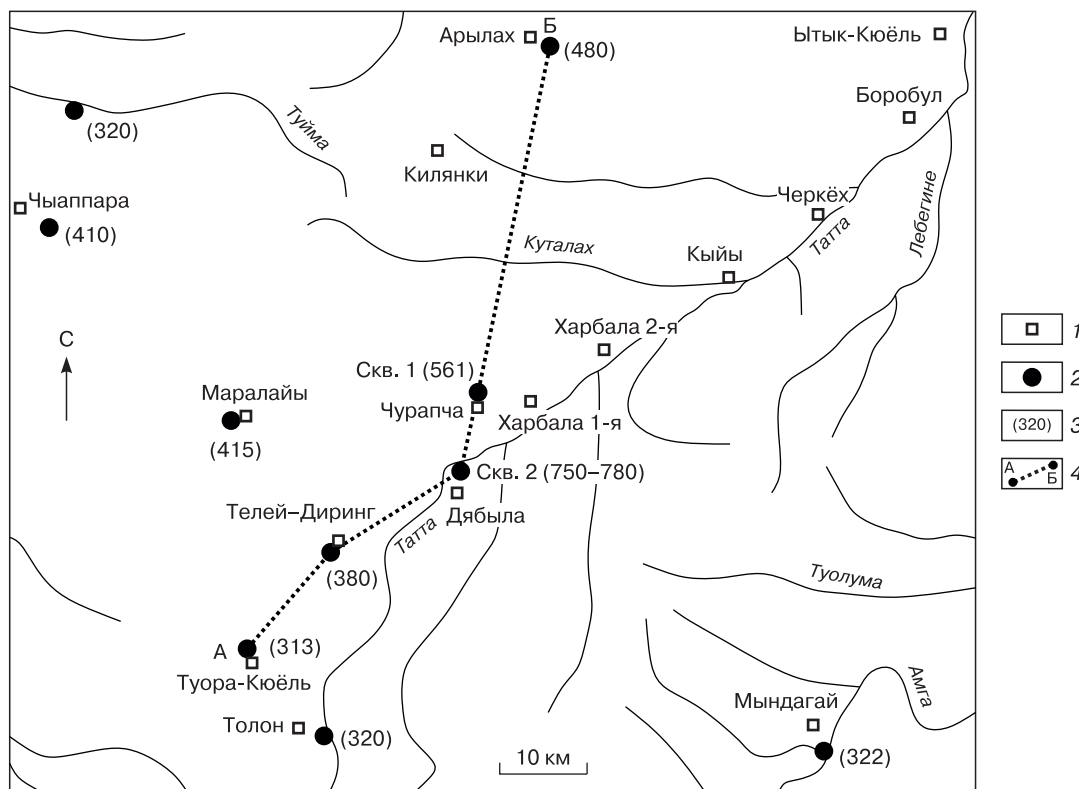 Б
Арылах
(480)
Ытык-Кюёль
Боробул
(320)
Туйма
Килянки
Черкёх
Чыаппара
(410)
Татта
Лебегине
Куталах
Кыйы
С
Харбала 2-я
Скв. 1 (561)
Маралайы
Чурапча
Харбала 1-я
(415)
Скв. 2 (750–780)
Дябыла
Телей–Диринг
Татта
(380)
Туолума
А
(313)
Туора-Кюёль
Амга
Мындагай
Толон
(320)
10 км
(322)
1
2
(320) 3
А Б 4